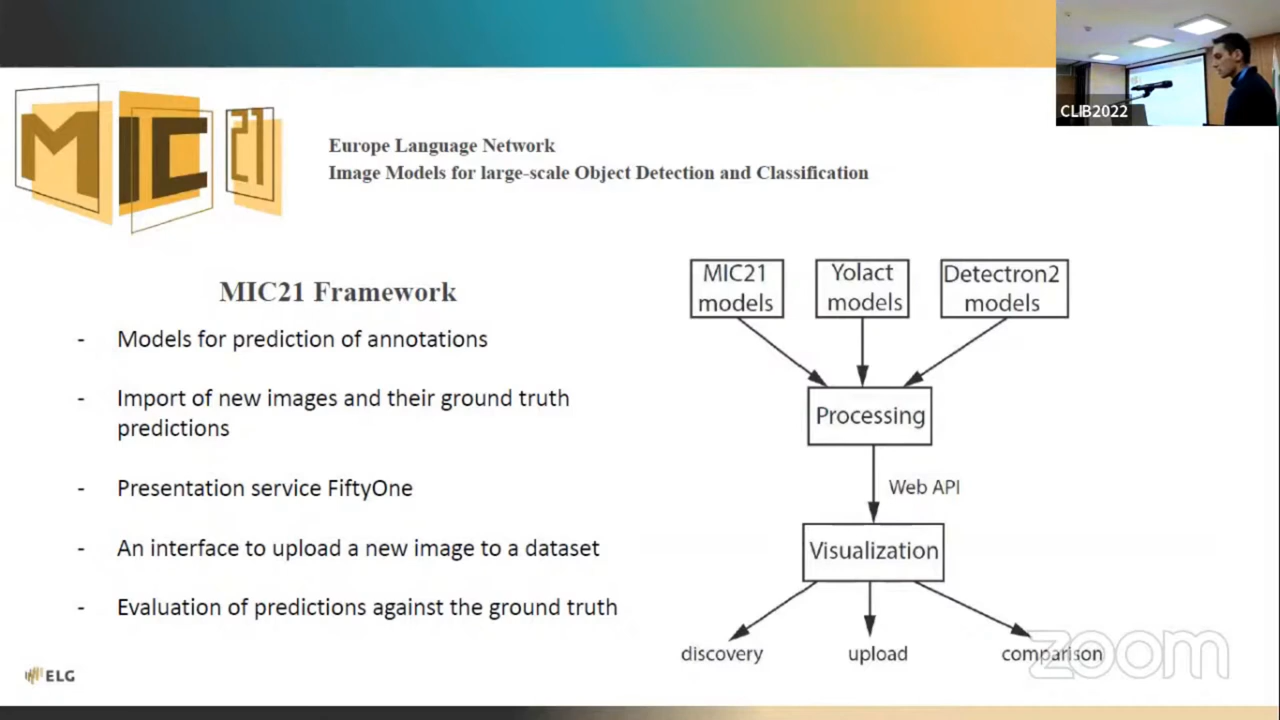 MIC 21
CLIB2022
Europe Language Network
Image Models for large-scale Object Detection and Classification
MIC21 Framework
- Models for prediction of annotations
- Import of new images and their ground truth
predictions
- Presentation service FiftyOne
- An interface to upload a new image to a dataset
- Evaluation of predictions against the ground truth
MIC21
models
Yolact
models
Detectron2
models
Processing
Web API
Visualization
discovery
upload
comparison
zoom
ELG